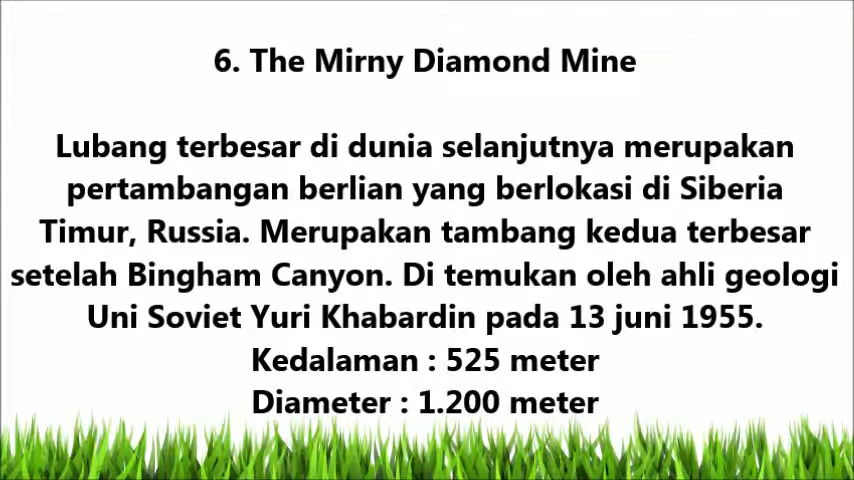 6. The Mirny Diamond Mine
Lubang terbesar di dunia selanjutnya merupakan
pertambangan berlian yang berlokasi di Siberia
Timur, Russia. Merupakan tambang kedua terbesar
setelah Bingham Canyon. Di temukan oleh ahli geologi
Uni Soviet Yuri Khabardin pada 13 juni 1955.
Kedalaman : 525 meter
Diameter : 1.200 meter